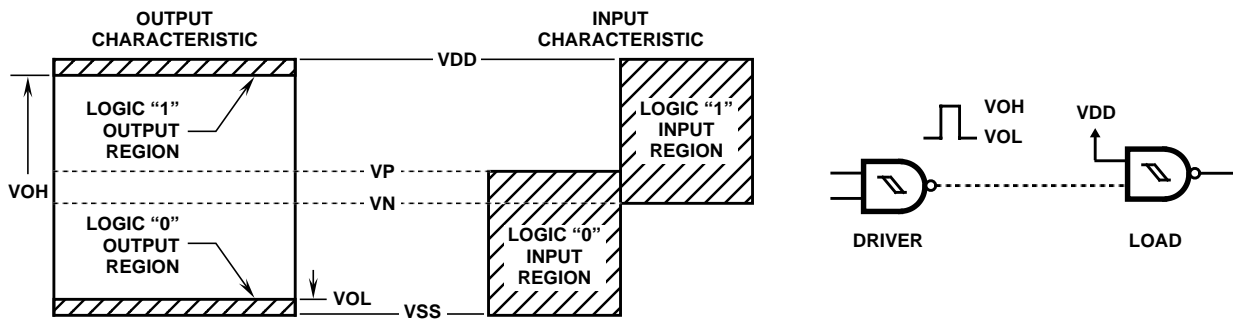 OUTPUT
CHARACTERISTIC
INPUT
CHARACTERISTIC
VDD
LOGIC “1”
OUTPUT
REGION
LOGIC “1”
INPUT
REGION
VOH
VOL
VDD
VP
VOH
VN
LOGIC “0”
OUTPUT
REGION
LOGIC “0”
INPUT
REGION
DRIVER
LOAD
VOL
VSS